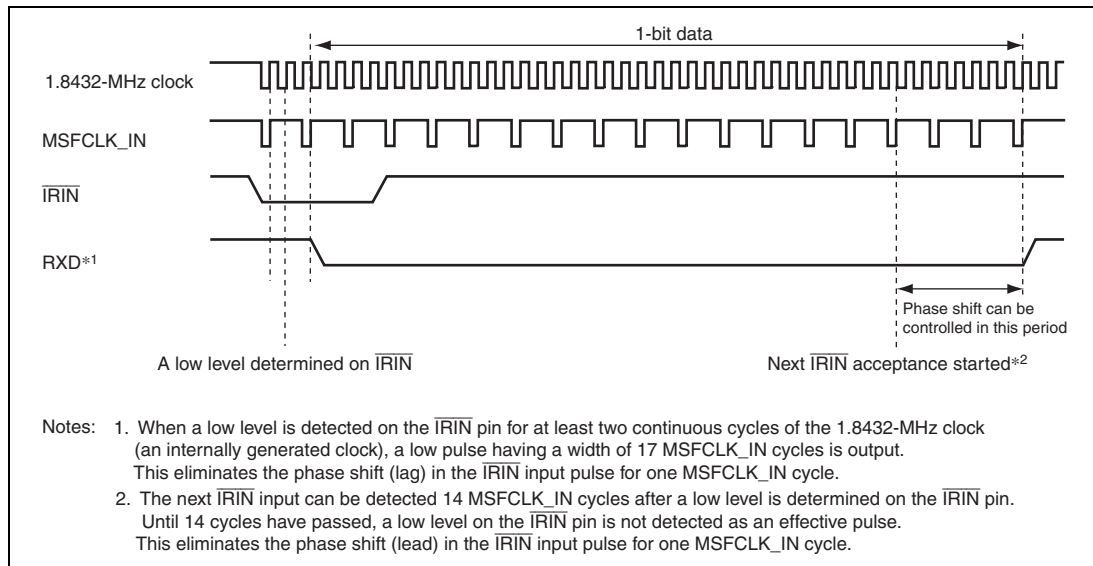 1-bit data
1.8432-MHz clock
MSFCLK_IN
IRIN
RXD*1
Phase shift can be
controlled in this period
A low level determined on IRIN
Next IRIN acceptance started*2
Notes: 1. When a low level is detected on the IRIN pin for at least two continuous cycles of the 1.8432-MHz clock
(an internally generated clock), a low pulse having a width of 17 MSFCLK_IN cycles is output.
This eliminates the phase shift (lag) in the IRIN input pulse for one MSFCLK_IN cycle.
2. The next IRIN input can be detected 14 MSFCLK_IN cycles after a low level is determined on the IRIN pin.
Until 14 cycles have passed, a low level on the IRIN pin is not detected as an effective pulse.
This eliminates the phase shift (lead) in the IRIN input pulse for one MSFCLK_IN cycle.